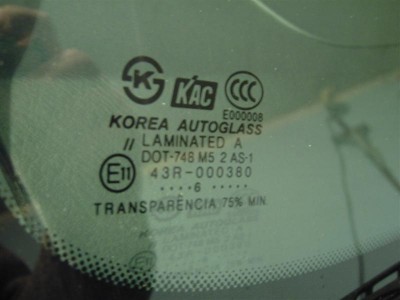 K KAC CCC
E000008
KOREA AUTOGLASS
// LAMINATED A
DOT-748 M5 2 AS-1
E11 43R-000380
....6....
TRANSPARÊNCIA 75% MIN.